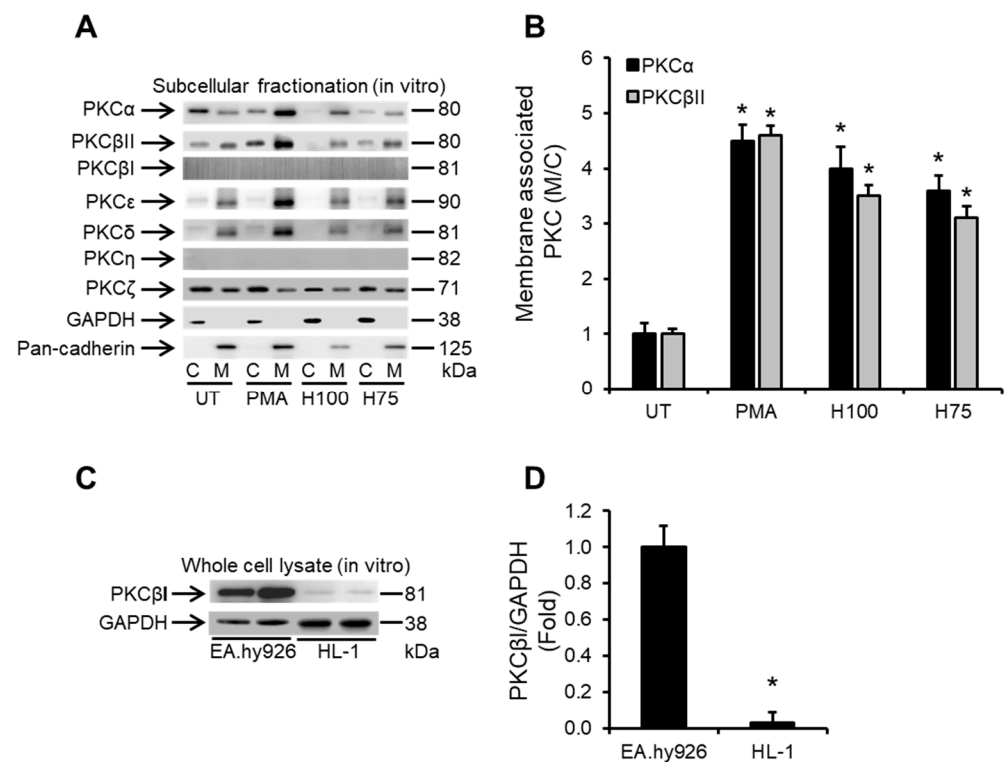 A
Subcellular fractionation (in vitro)
PKCα 80
PKCβII 80
PKCβI 81
PKCε 90
PKCδ 81
PKCη 82
PKCζ 71
GAPDH 38
Pan-cadherin 125
C M C M C M C M kDa
UT PMA H100 H75
B
Membrane associated
PKC (M/C)
6
5
4
3
2
1
0
PKCα
PKCβII
* * * * * *
UT PMA H100 H75
C
Whole cell lysate (in vitro)
PKCβI 81
GAPDH 38
EA.hy926 HL-1 kDa
D
PKCβI/GAPDH
(Fold)
1.2
1.0
0.8
0.6
0.4
0.2
0.0
*
EA.hy926 HL-1